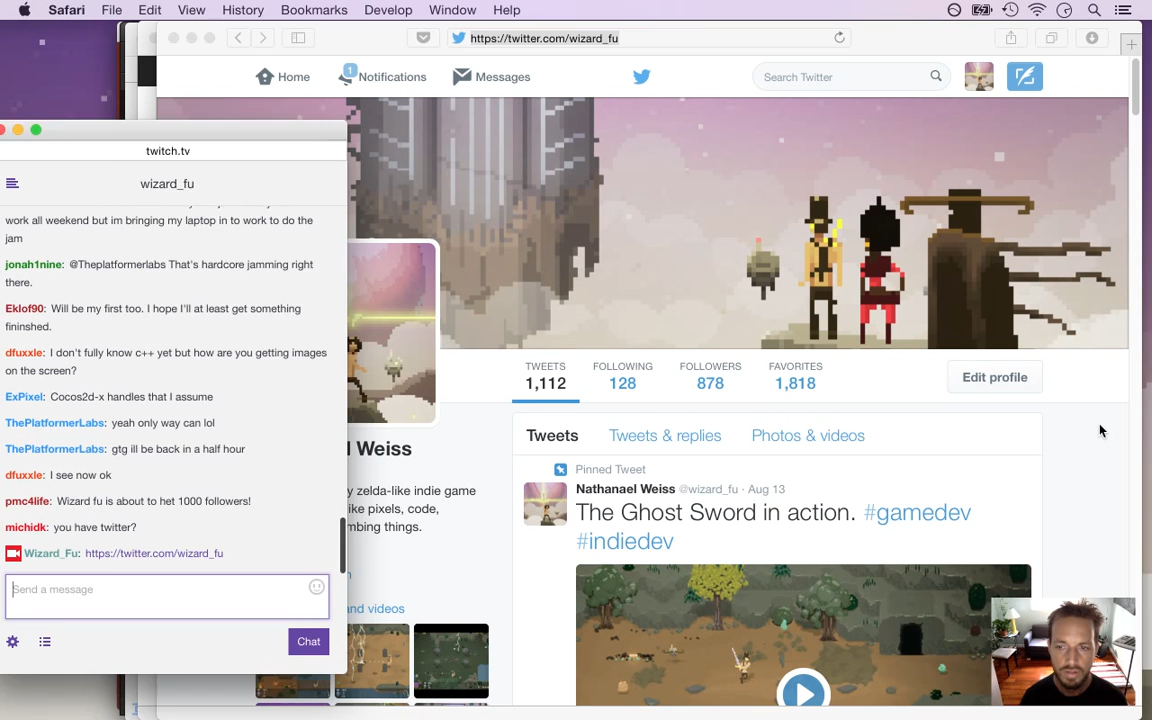 Safari File Edit View History Bookmarks Develop Window Help
https://twitter.com/wizard_fu
1
Home Notifications Messages
Search Twitter
twitch.tv
wizard_fu
work all weekend but im bringing my laptop in to work to do the
jam
jonah1nine: @Theplatformerlabs That's hardcore jamming right
there.
Eklof90: Will be my first too. I hope I'll at least get something
fininshed.
dfuxxle: I don't fully know c++ yet but how are you getting images
on the screen?
ExPixel: Cocos2d-x handles that I assume
ThePlatformerLabs: yeah only way can lol
ThePlatformerLabs: gtg ill be back in a half hour
dfuxxle: I see now ok
pmc4life: Wizard fu is about to het 1000 followers!
michidk: you have twitter?
Wizard_Fu: https://twitter.com/wizard_fu
Send a message
Chat
TWEETS FOLLOWING FOLLOWERS FAVORITES
1,112 128 878 1,818
Edit profile
Weiss
zelda-like indie game
like pixels, code,
and videos
Tweets Tweets & replies Photos & videos
Pinned Tweet
Nathanael Weiss @wizard_fu · Aug 13
The Ghost Sword in action. #gamedev
#indiedev